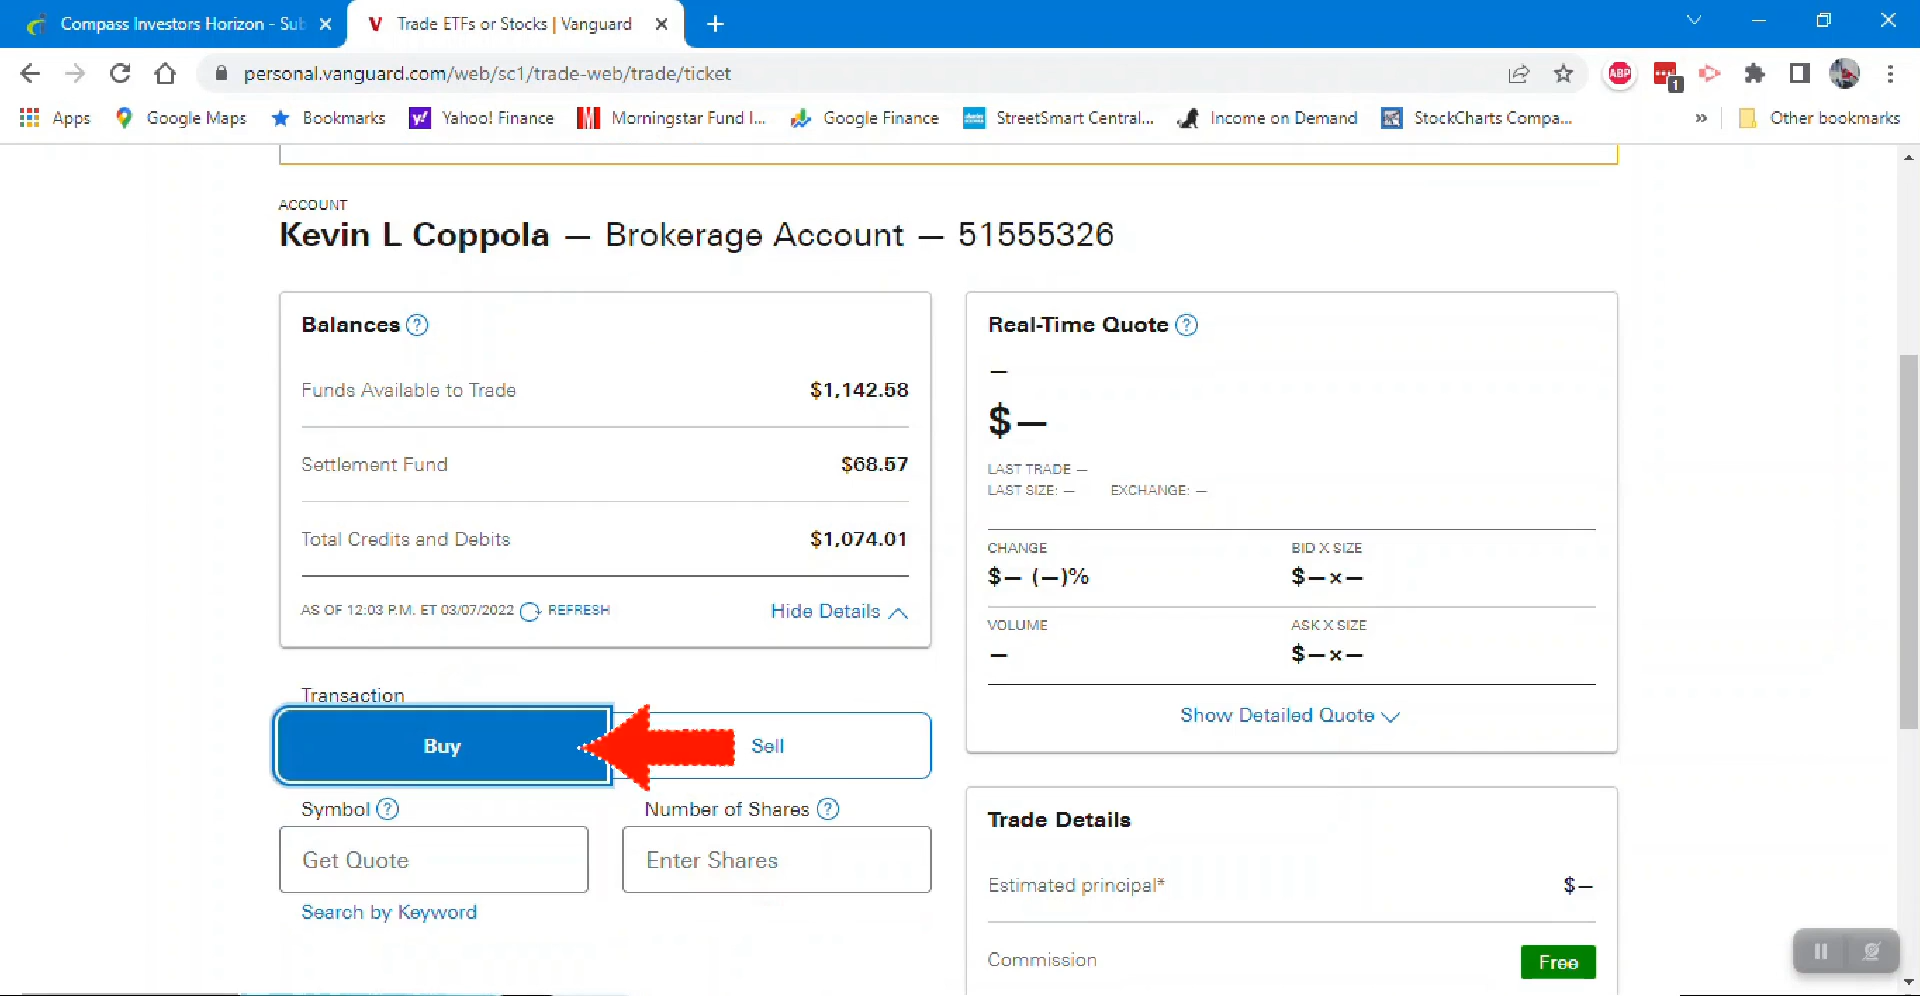 Compass Investors Horizon - Sub
Trade ETFs or Stocks | Vanguard
personal.vanguard.com/web/sc1/trade-web/trade/ticket
ABP
1
Apps Google Maps Bookmarks Yahoo! Finance Morningstar Fund I... Google Finance StreetSmart Central... Income on Demand StockCharts Compa... » Other bookmarks
ACCOUNT
Kevin L Coppola — Brokerage Account — 51555326
Balances ?
Funds Available to Trade $1,142.58
Settlement Fund $68.57
Total Credits and Debits $1,074.01
AS OF 12:03 P.M. ET 03/07/2022 REFRESH Hide Details
Transaction
Buy Sell
Symbol ? Number of Shares ?
Get Quote Enter Shares
Search by Keyword
Real-Time Quote ?
—
$—
LAST TRADE —
LAST SIZE: — EXCHANGE: —
CHANGE BID X SIZE
$— (—)% $—×—
VOLUME ASK X SIZE
— $—×—
Show Detailed Quote
Trade Details
Estimated principal* $—
Commission Free